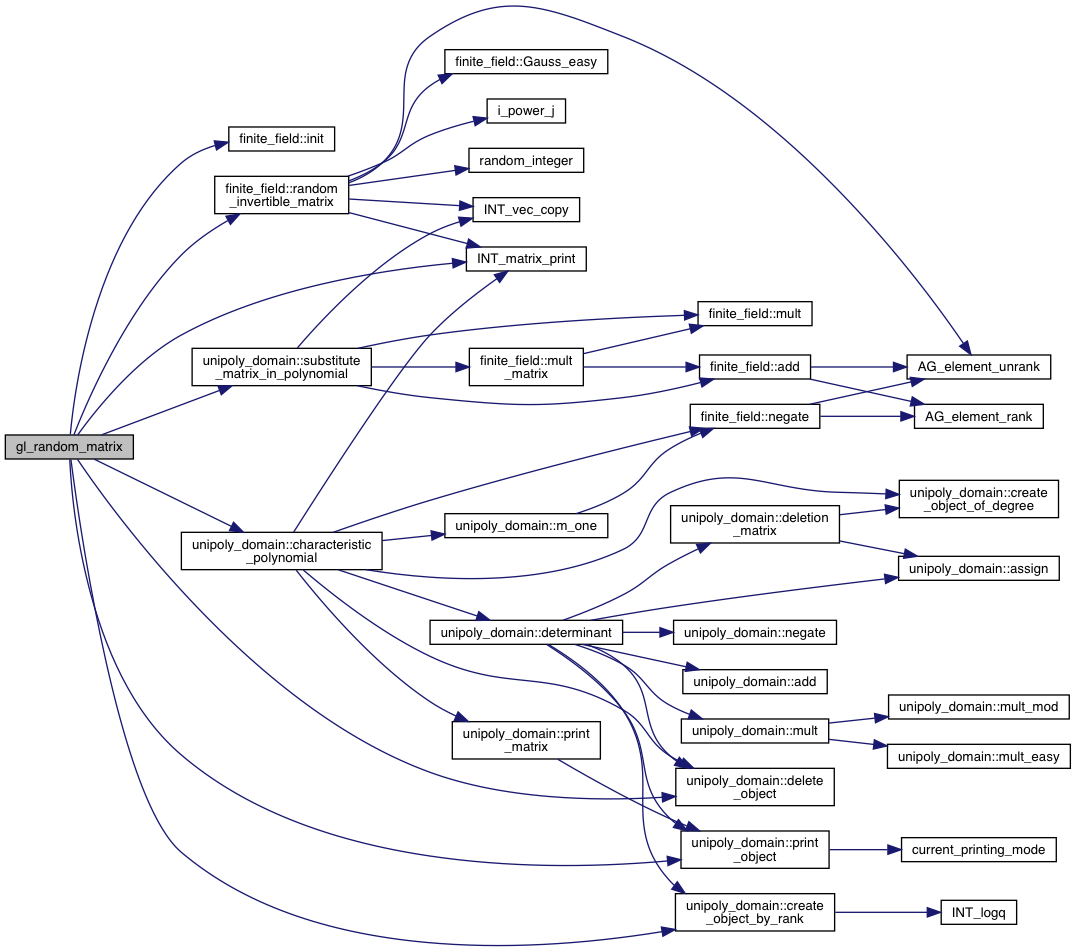 gl_random_matrix
finite_field::init
finite_field::random
_invertible_matrix
unipoly_domain::substitute
_matrix_in_polynomial
unipoly_domain::characteristic
_polynomial
finite_field::Gauss_easy
i_power_j
random_integer
INT_vec_copy
INT_matrix_print
finite_field::mult
_matrix
unipoly_domain::m_one
unipoly_domain::determinant
unipoly_domain::print
_matrix
finite_field::mult
finite_field::add
finite_field::negate
unipoly_domain::deletion
_matrix
unipoly_domain::negate
unipoly_domain::add
unipoly_domain::mult
unipoly_domain::delete
_object
unipoly_domain::print
_object
unipoly_domain::create
_object_by_rank
AG_element_unrank
AG_element_rank
unipoly_domain::create
_object_of_degree
unipoly_domain::assign
unipoly_domain::mult_mod
unipoly_domain::mult_easy
current_printing_mode
INT_logq